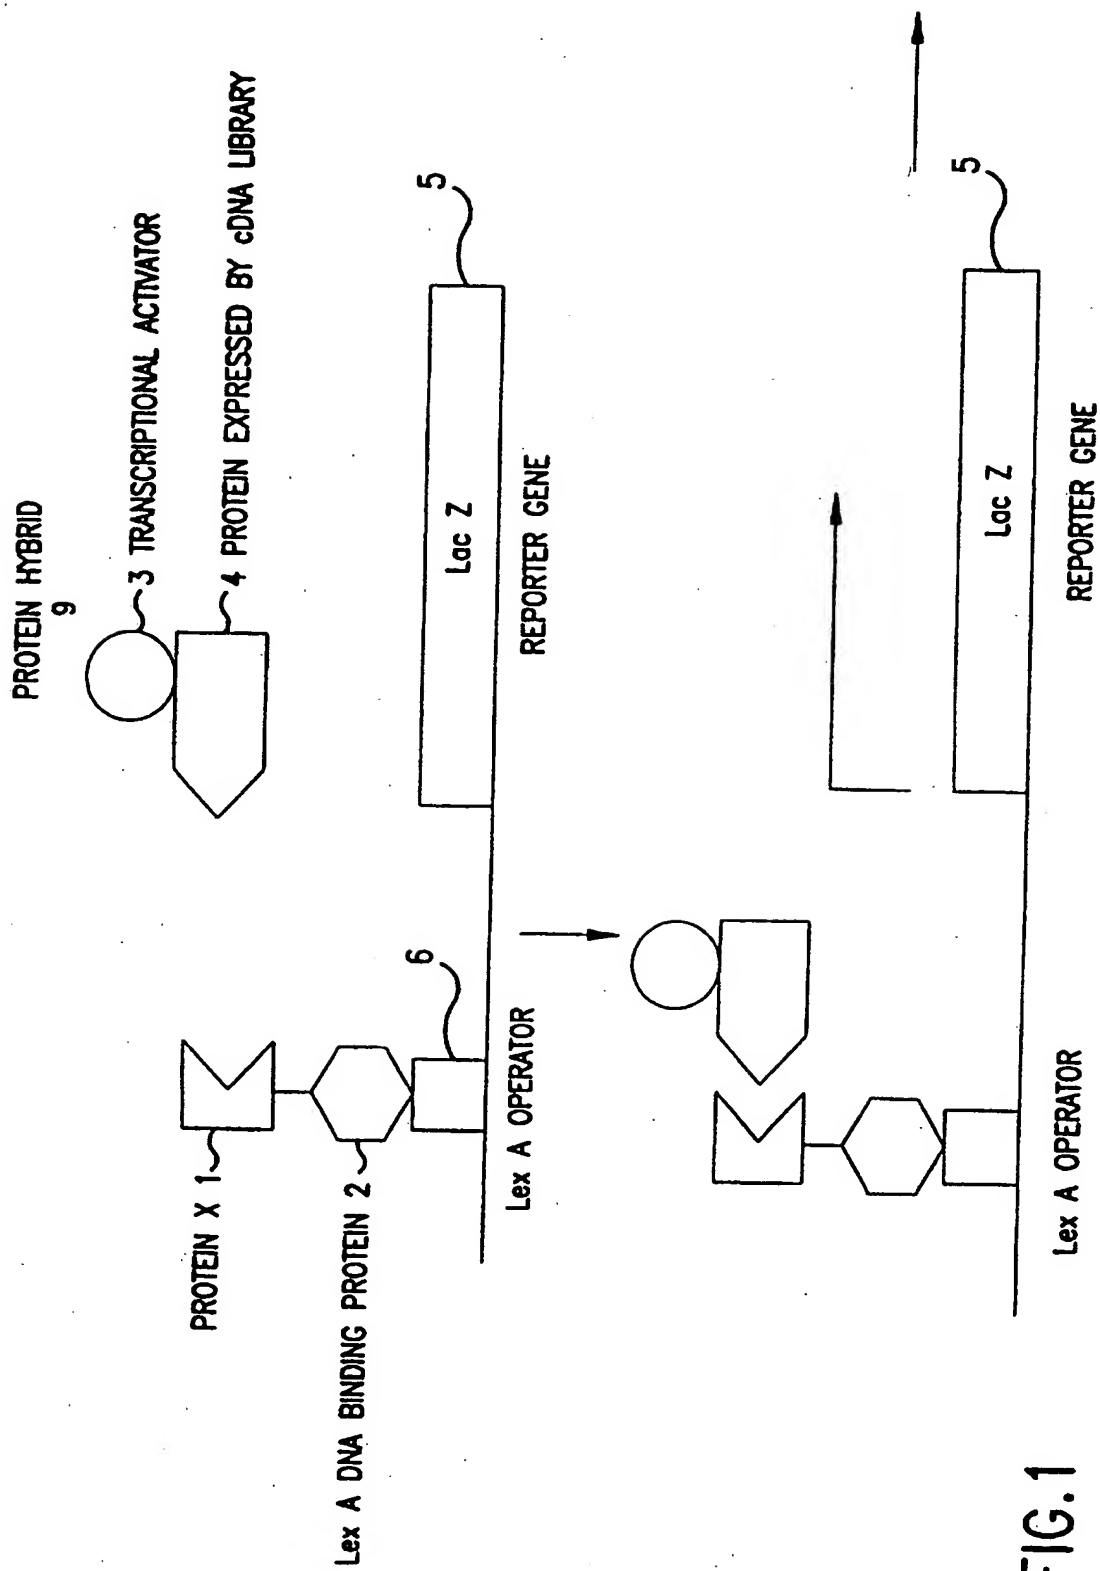 PROTEIN HYBRID
9
3 TRANSCRIPTIONAL ACTIVATOR
4 PROTEIN EXPRESSED BY cDNA LIBRARY
PROTEIN X 1
Lex A DNA BINDING PROTEIN 2
6
5
Lac Z
Lex A OPERATOR
REPORTER GENE
5
Lac Z
Lex A OPERATOR
REPORTER GENE
FIG.1